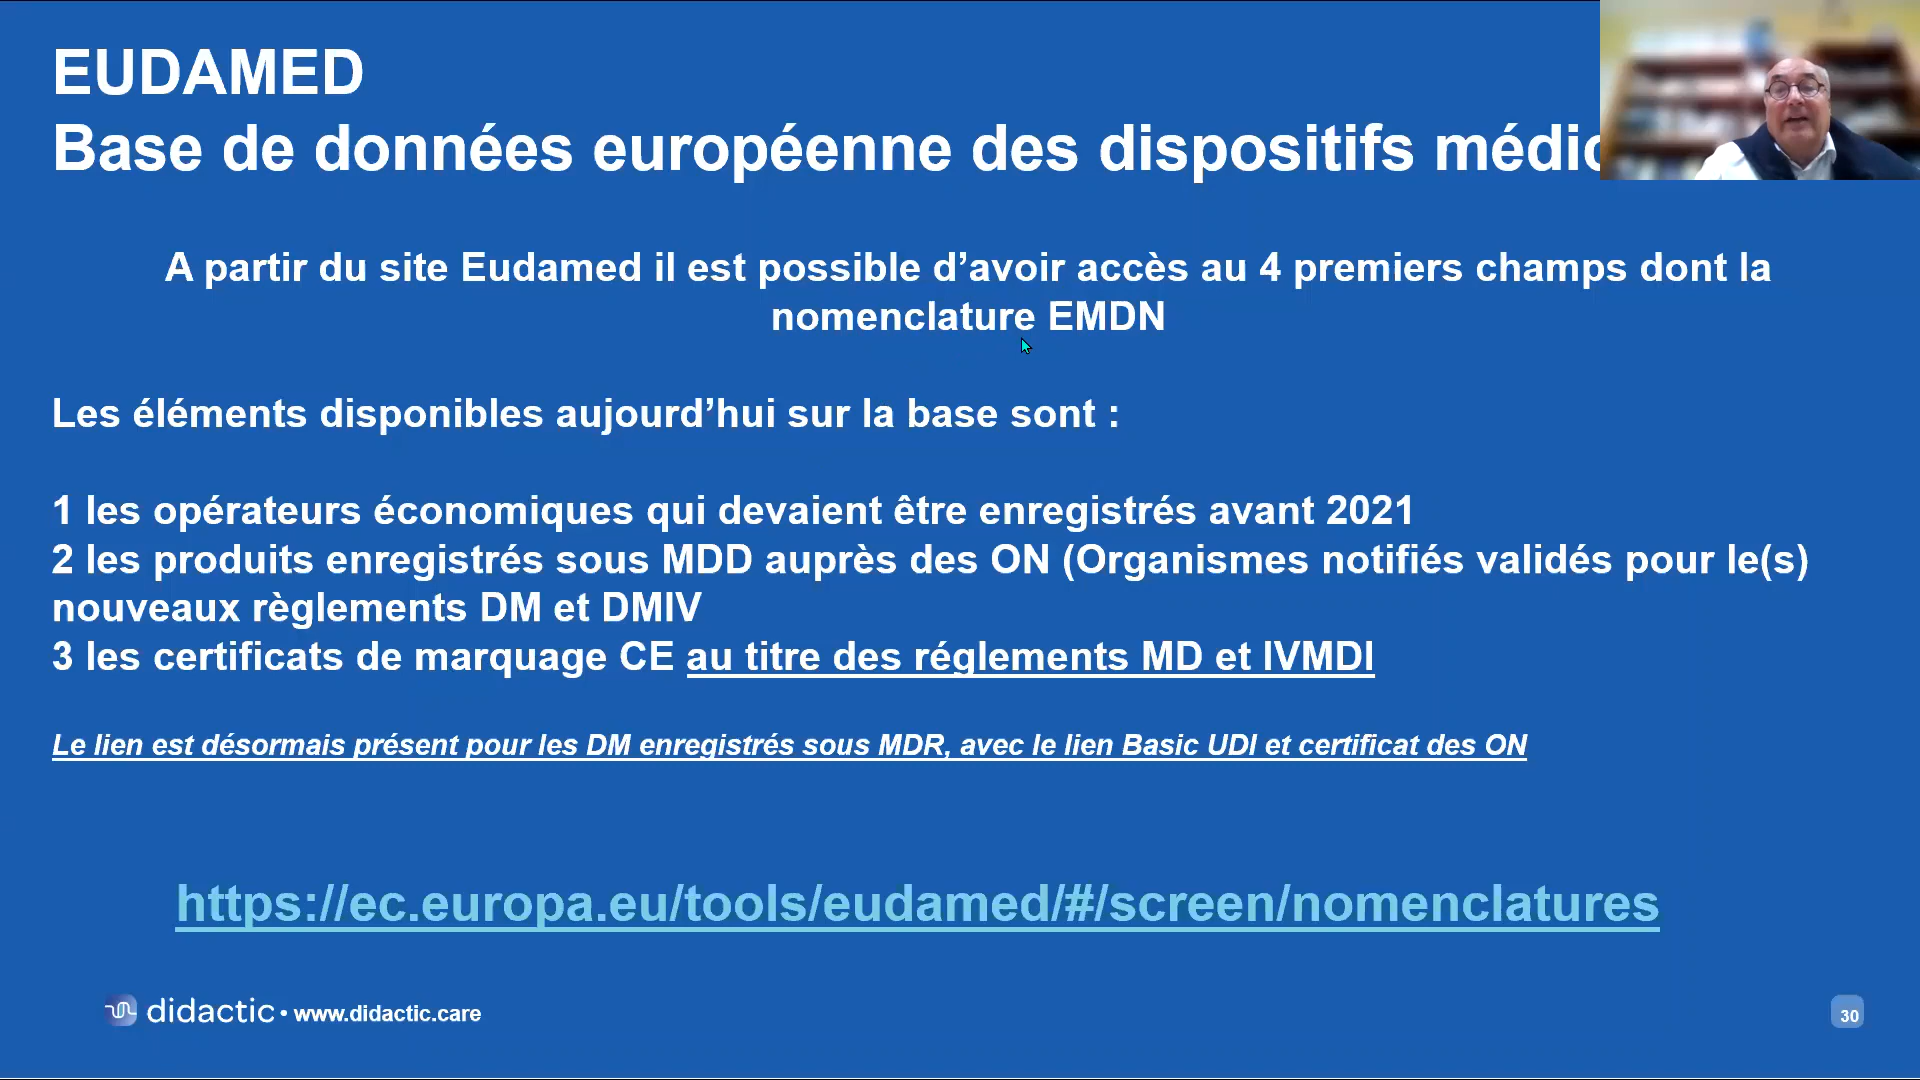 EUDAMED
Base de données européenne des dispositifs médic
A partir du site Eudamed il est possible d’avoir accès au 4 premiers champs dont la
nomenclature EMDN
Les éléments disponibles aujourd’hui sur la base sont :
1 les opérateurs économiques qui devaient être enregistrés avant 2021
2 les produits enregistrés sous MDD auprès des ON (Organismes notifiés validés pour le(s)
nouveaux règlements DM et DMIV
3 les certificats de marquage CE au titre des réglements MD et IVMDI
Le lien est désormais présent pour les DM enregistrés sous MDR, avec le lien Basic UDI et certificat des ON
https://ec.europa.eu/tools/eudamed/#/screen/nomenclatures
didactic • www.didactic.care
30